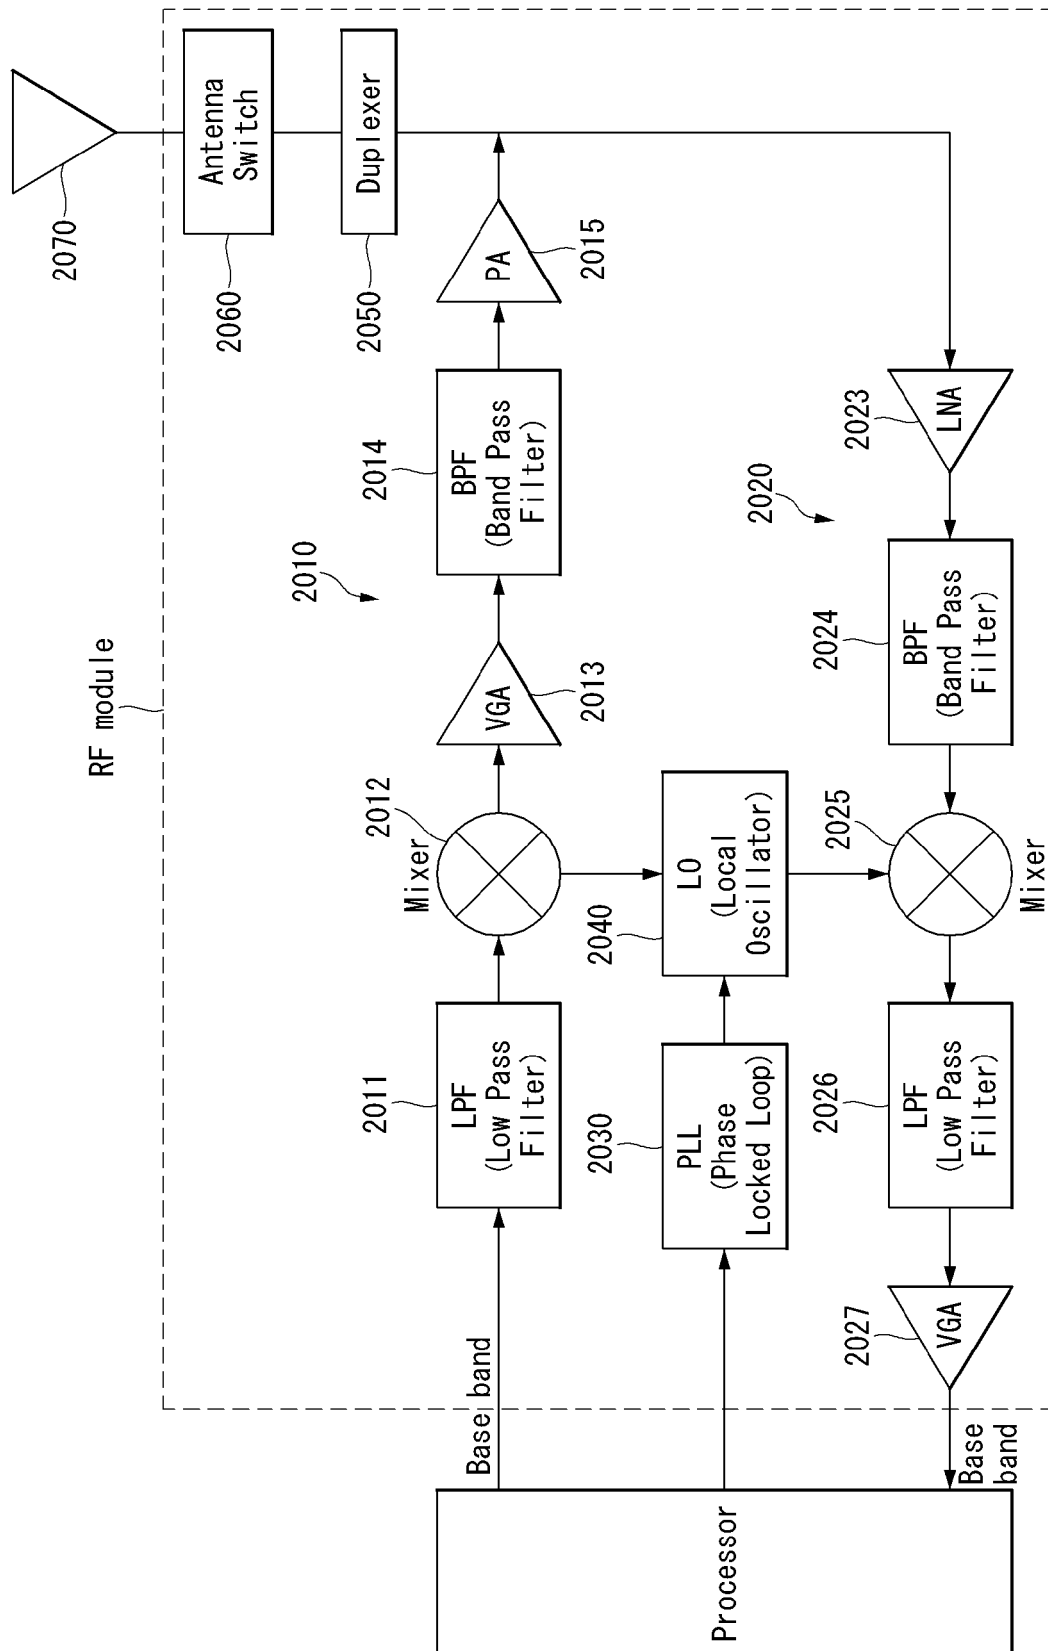 RF module
2070
2060
Antenna
Switch
2050
Duplexer
2010
2011
LPF
(Low Pass
Filter)
Mixer
2012
VGA
2013
2014
BPF
(Band Pass
Filter)
PA
2015
Base band
Processor
2030
PLL
(Phase
Locked Loop)
2040
LO
(Local
Oscillator)
2020
2023
LNA
2024
BPF
(Band Pass
Filter)
2025
Mixer
2026
LPF
(Low Pass
Filter)
2027
VGA
Base
band